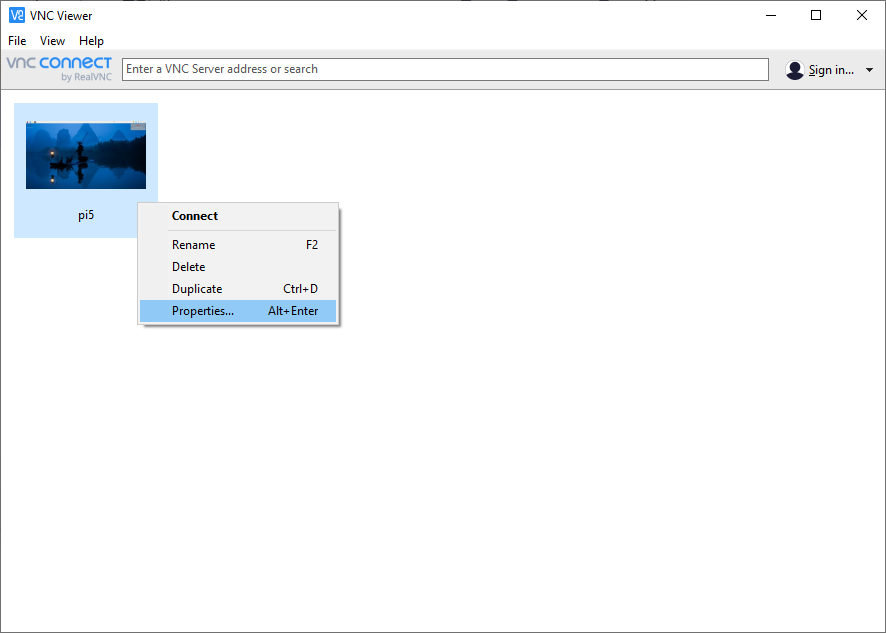 VNC Viewer
File View Help
vnc connect
by RealVNC
Enter a VNC Server address or search
Sign in...
pi5
Connect
Rename F2
Delete
Duplicate Ctrl+D
Properties... Alt+Enter